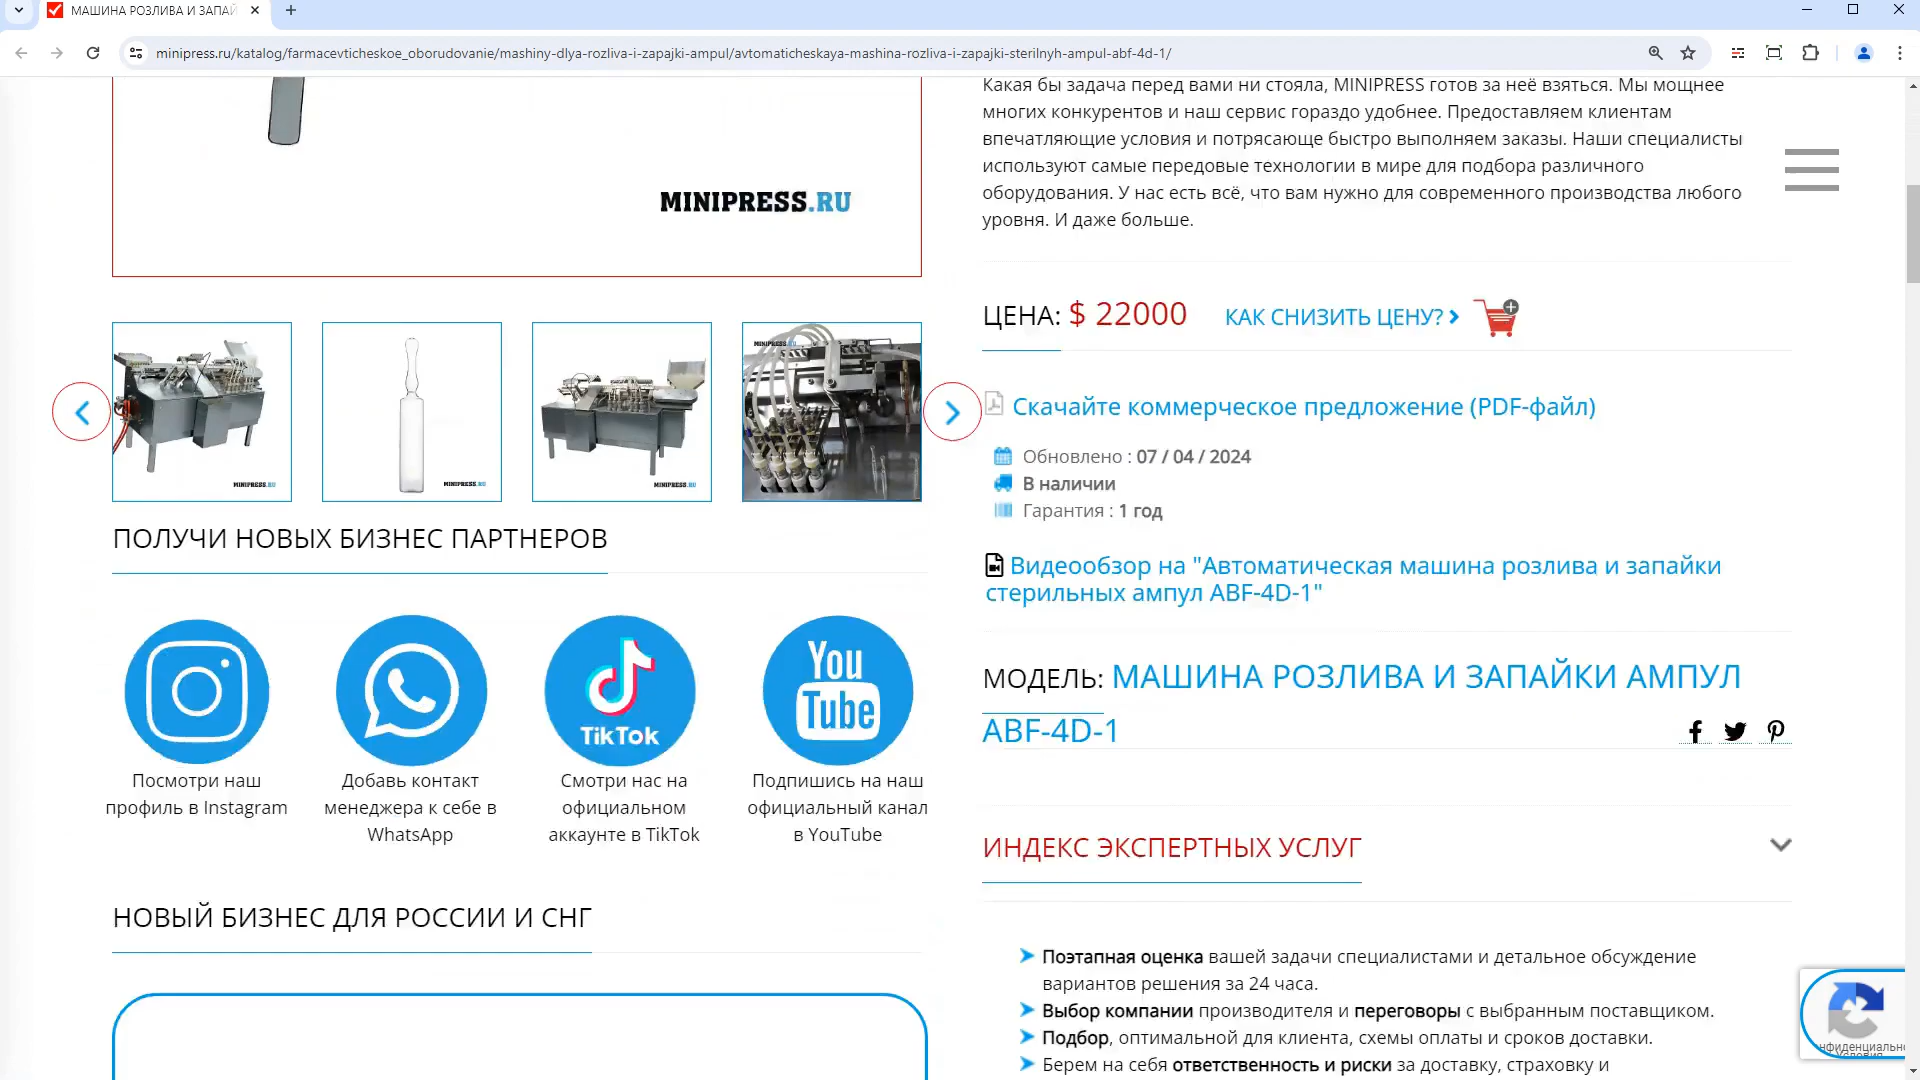 МАШИНА РОЗЛИВА И ЗАПАЙ
minipress.ru/katalog/farmacevticheskoe_oborudovanie/mashiny-dlya-rozliva-i-zapajki-ampul/avtomaticheskaya-mashina-rozliva-i-zapajki-sterilnyh-ampul-abf-4d-1/
MINIPRESS.RU
MINIPRESS.RU
MINIPRESS.RU
MINIPRESS.RU
MINIPRESS.RU
ПОЛУЧИ НОВЫХ БИЗНЕС ПАРТНЕРОВ
TikTok
You
Tube
Посмотри наш
профиль в Instagram
Добавь контакт
менеджера к себе в
WhatsApp
Смотри нас на
официальном
аккаунте в TikTok
Подпишись на наш
официальный канал
в YouTube
НОВЫЙ БИЗНЕС ДЛЯ РОССИИ И СНГ
Какая бы задача перед вами ни стояла, MINIPRESS готов за неё взяться. Мы мощнее
многих конкурентов и наш сервис гораздо удобнее. Предоставляем клиентам
впечатляющие условия и потрясающе быстро выполняем заказы. Наши специалисты
используют самые передовые технологии в мире для подбора различного
оборудования. У нас есть всё, что вам нужно для современного производства любого
уровня. И даже больше.
ЦЕНА: $ 22000 КАК СНИЗИТЬ ЦЕНУ?
Скачайте коммерческое предложение (PDF-файл)
Обновлено : 07 / 04 / 2024
В наличии
Гарантия : 1 год
Видеообзор на "Автоматическая машина розлива и запайки
стерильных ампул ABF-4D-1"
МОДЕЛЬ: МАШИНА РОЗЛИВА И ЗАПАЙКИ АМПУЛ
ABF-4D-1
ИНДЕКС ЭКСПЕРТНЫХ УСЛУГ
Поэтапная оценка вашей задачи специалистами и детальное обсуждение
вариантов решения за 24 часа.
Выбор компании производителя и переговоры с выбранным поставщиком.
Подбор, оптимальной для клиента, схемы оплаты и сроков доставки.
Берем на себя ответственность и риски за доставку, страховку и
нфиденциальн